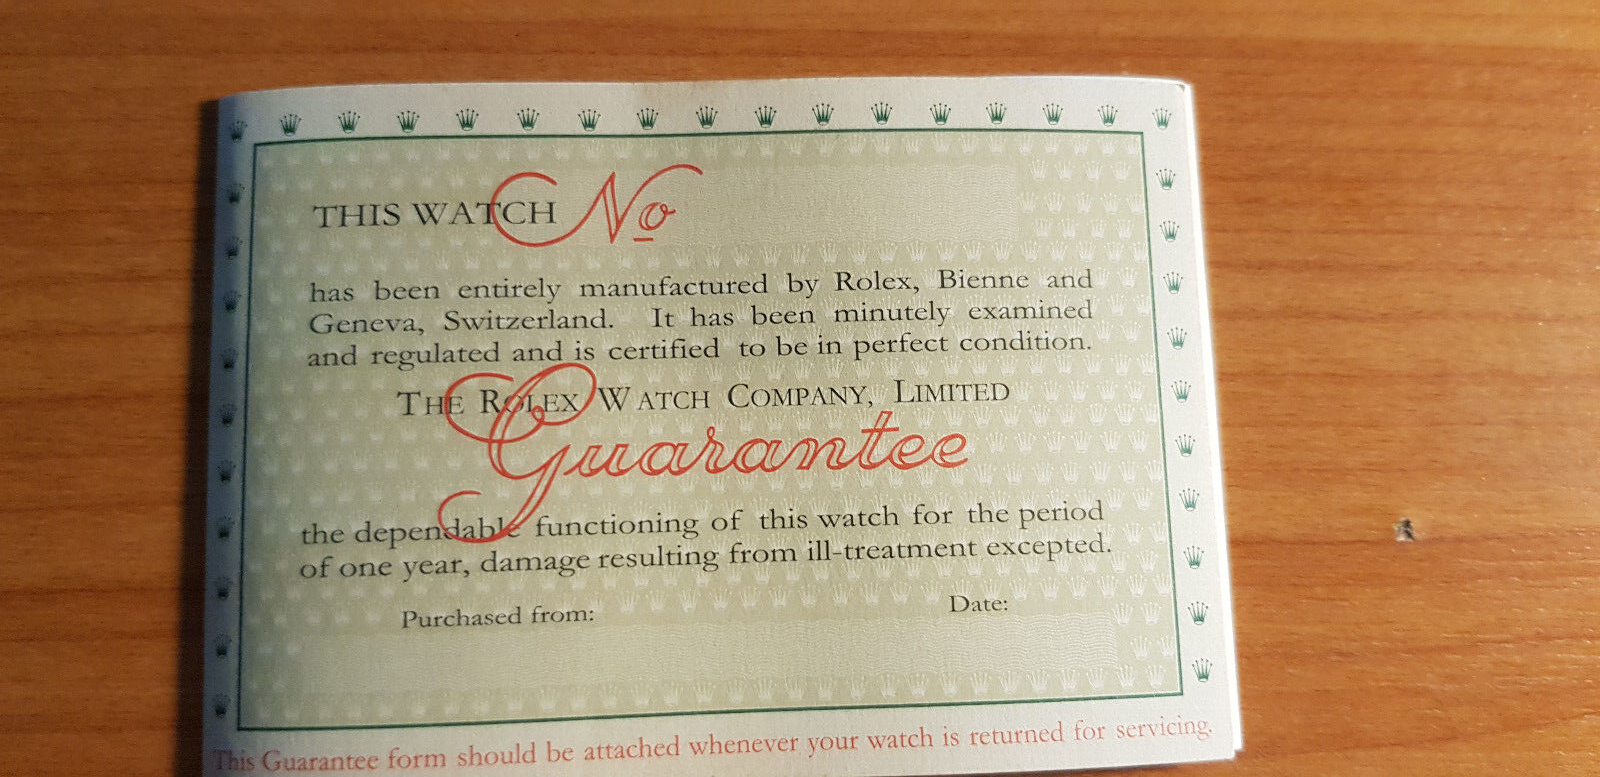 THIS WATCH No
has been entirely manufactured by Rolex, Bienne and
Geneva, Switzerland. It has been minutely examined
and regulated and is certified to be in perfect condition.
THE ROLEX WATCH COMPANY, LIMITED
Guarantee
the dependable functioning of this watch for the period
of one year, damage resulting from ill-treatment excepted.
Purchased from: Date:
This Guarantee form should be attached whenever your watch is returned for servicing.